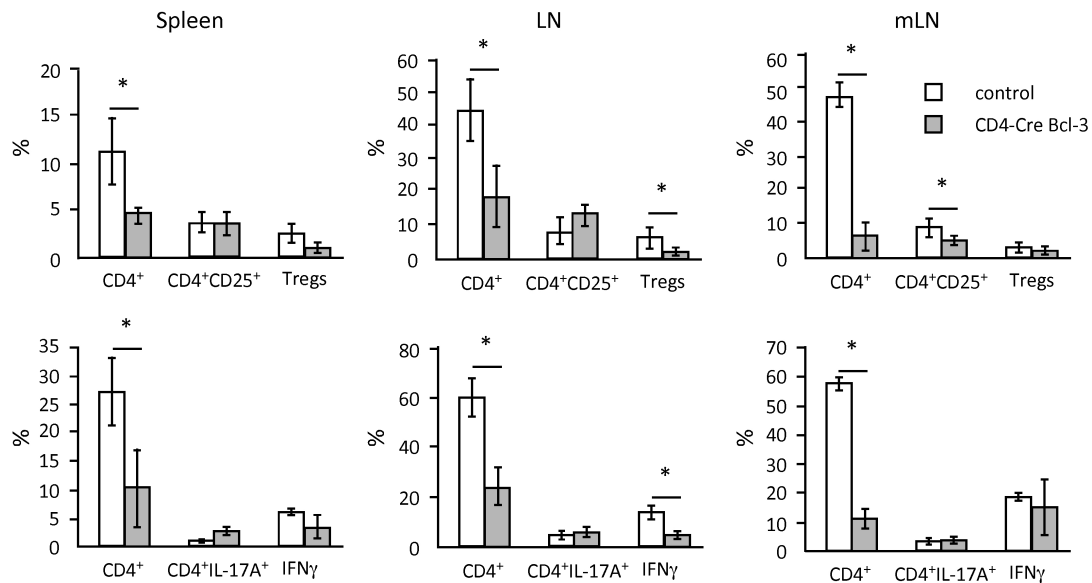 Spleen
LN
mLN
20
15
10
5
0
%
*
CD4⁺
CD4⁺CD25⁺
Tregs
60
50
40
30
20
10
0
%
*
*
CD4⁺
CD4⁺CD25⁺
Tregs
60
50
40
30
20
10
0
%
*
*
control
CD4-Cre Bcl-3
CD4⁺
CD4⁺CD25⁺
Tregs
35
30
25
20
15
10
5
0
%
*
CD4⁺
CD4⁺IL-17A⁺
IFNγ
80
60
40
20
0
%
*
*
CD4⁺
CD4⁺IL-17A⁺
IFNγ
70
60
50
40
30
20
10
0
%
*
CD4⁺
CD4⁺IL-17A⁺
IFNγ